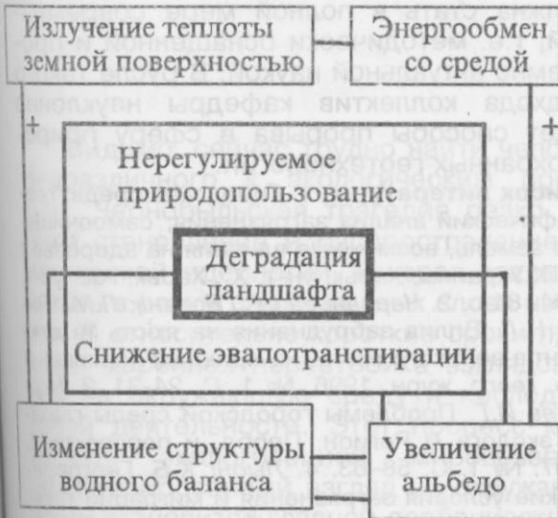 Излучение теплоты
земной поверхностью
Энергообмен
со средой
+
+
Нерегулируемое
природопользование
Деградация
ландшафта
Снижение эвапотранспирации
Изменение структуры
водного баланса
Увеличение
альбедо